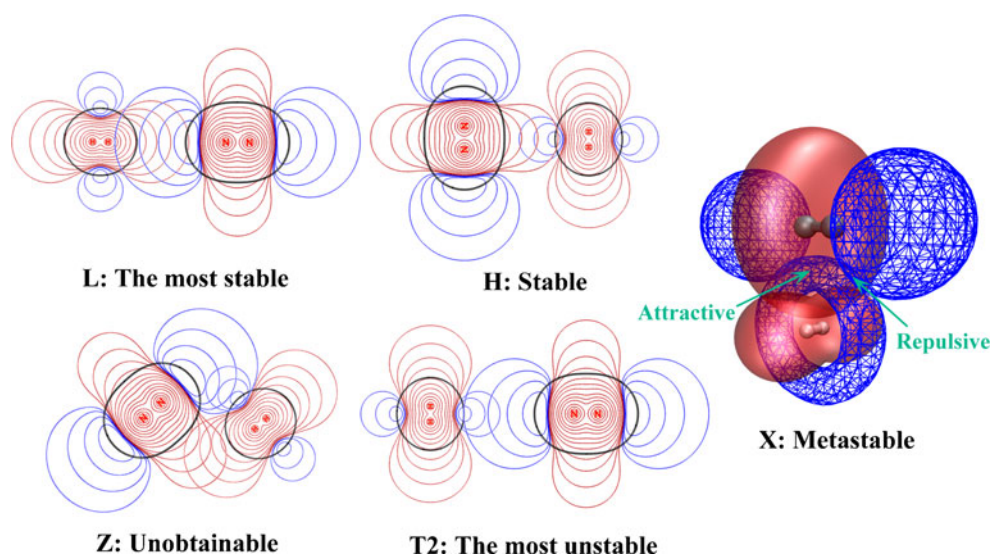 H H N N
L: The most stable
N
N
H
H
H: Stable
Attractive
Repulsive
X: Metastable
N N H H
Z: Unobtainable
H
H
N N
T2: The most unstable